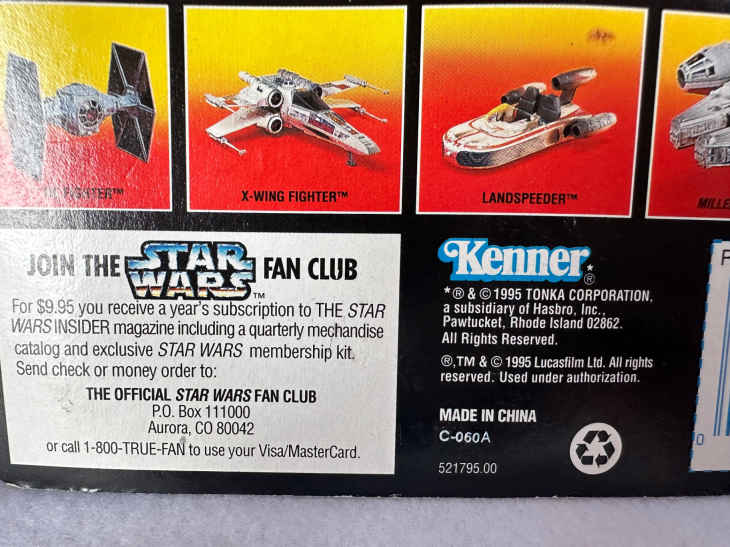 FIGHTER™
X-WING FIGHTER™
LANDSPEEDER™
MILLE
JOIN THE STAR WARS™ FAN CLUB
For $9.95 you receive a year's subscription to THE STAR
WARS INSIDER magazine including a quarterly mechandise
catalog and exclusive STAR WARS membership kit.
Send check or money order to:
THE OFFICIAL STAR WARS FAN CLUB
P.O. Box 111000
Aurora, CO 80042
or call 1-800-TRUE-FAN to use your Visa/MasterCard.
Kenner*
*® & © 1995 TONKA CORPORATION,
a subsidiary of Hasbro, Inc.,
Pawtucket, Rhode Island 02862.
All Rights Reserved.
®,TM & © 1995 Lucasfilm Ltd. All rights
reserved. Used under authorization.
MADE IN CHINA
C-060A
521795.00
P
0